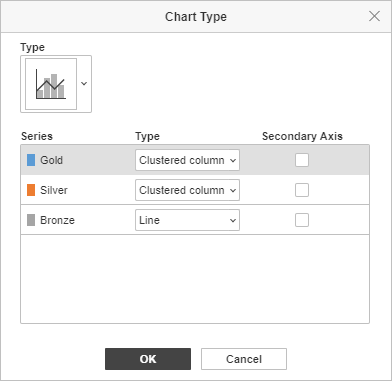 Chart Type
Type
Series Type Secondary Axis
Gold Clustered column
Silver Clustered column
Bronze Line
OK Cancel